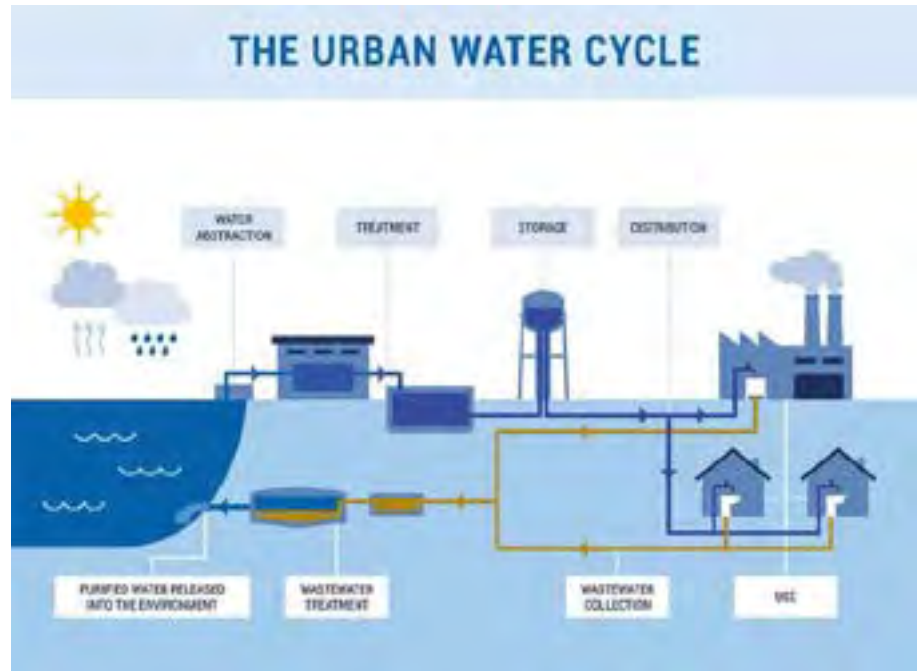 THE URBAN WATER CYCLE
WATER
ABSTRACTION
TREATMENT
STORAGE
DISTRIBUTION
PURIFIED WATER RELEASED
INTO THE ENVIRONMENT
WASTEWATER
TREATMENT
WASTEWATER
COLLECTION
USE